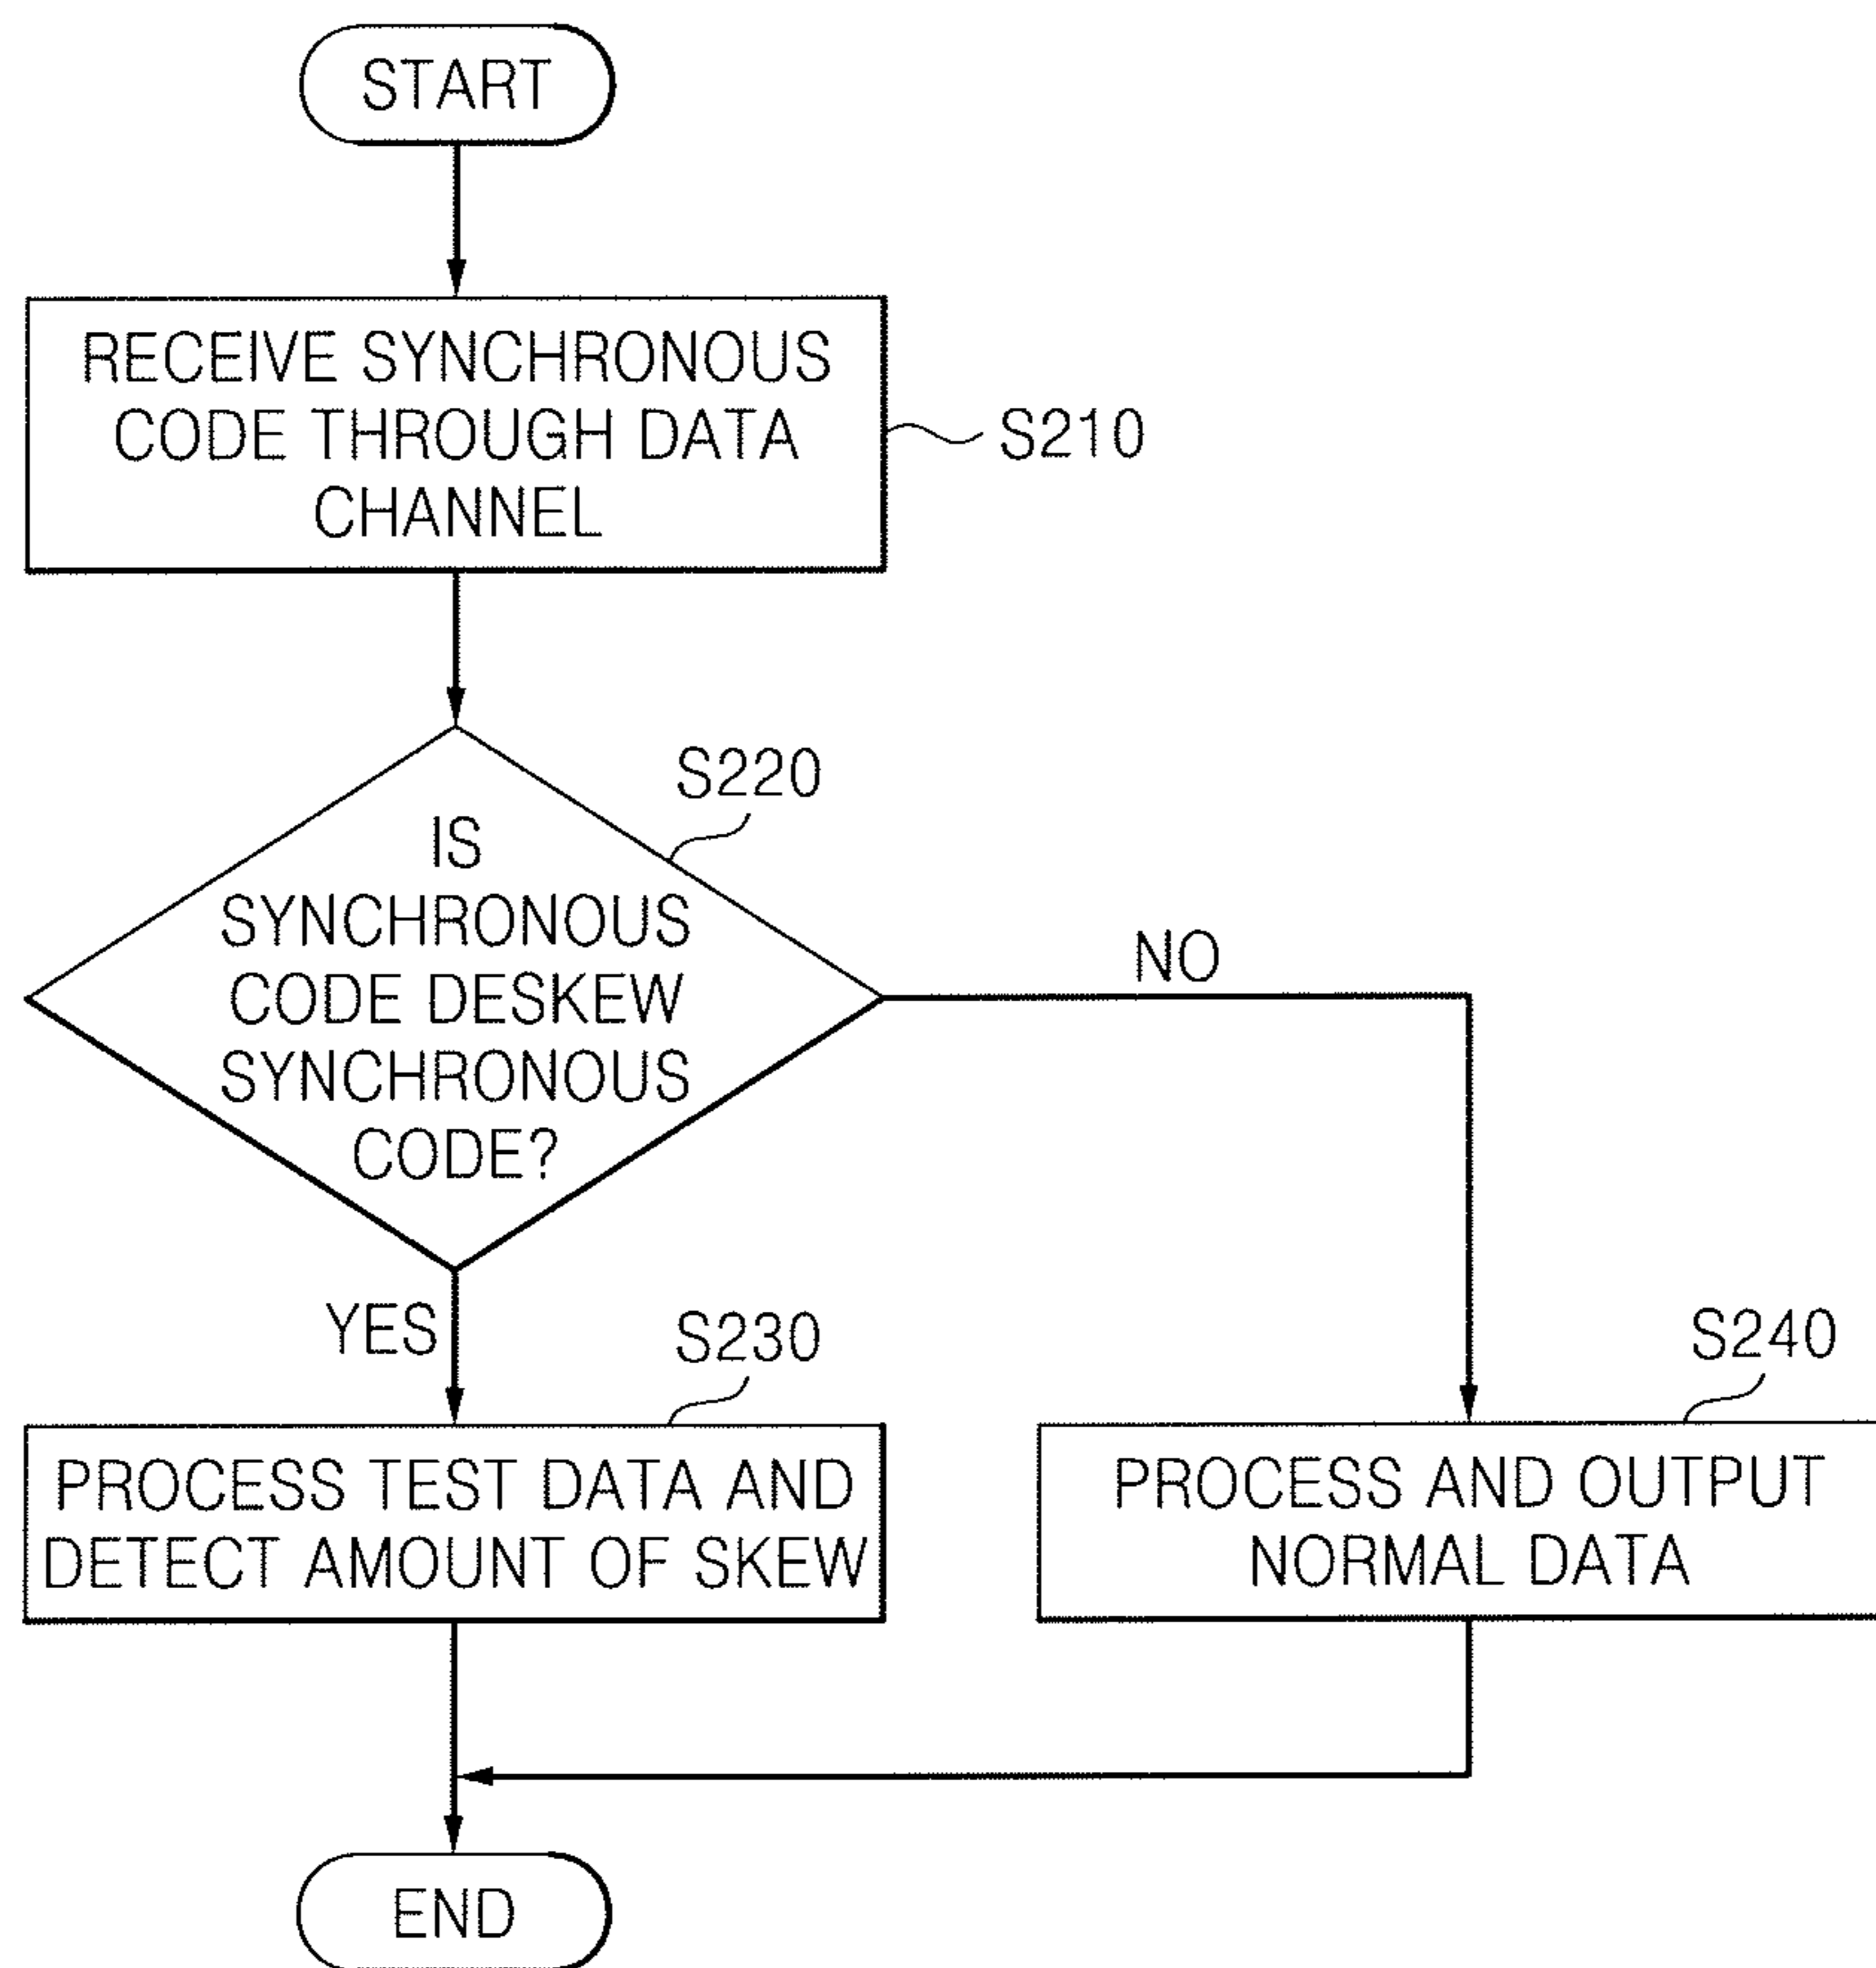 START
RECEIVE SYNCHRONOUS
CODE THROUGH DATA
CHANNEL
S210
S220
IS
SYNCHRONOUS
CODE DESKEW
SYNCHRONOUS
CODE?
NO
YES
S230
S240
PROCESS TEST DATA AND
DETECT AMOUNT OF SKEW
PROCESS AND OUTPUT
NORMAL DATA
END